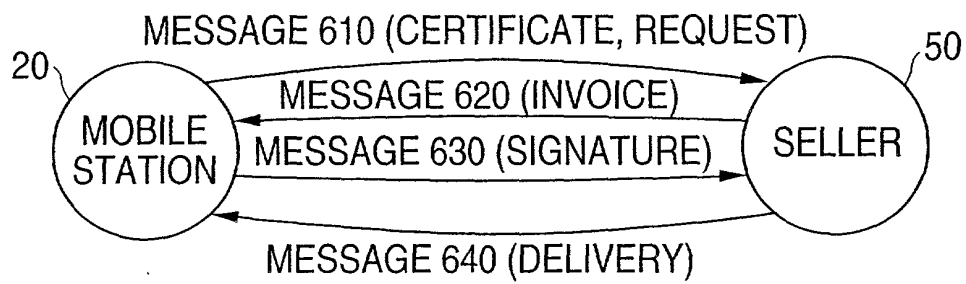 MESSAGE 610 (CERTIFICATE, REQUEST)
20
50
MESSAGE 620 (INVOICE)
MOBILE
STATION
SELLER
MESSAGE 630 (SIGNATURE)
MESSAGE 640 (DELIVERY)